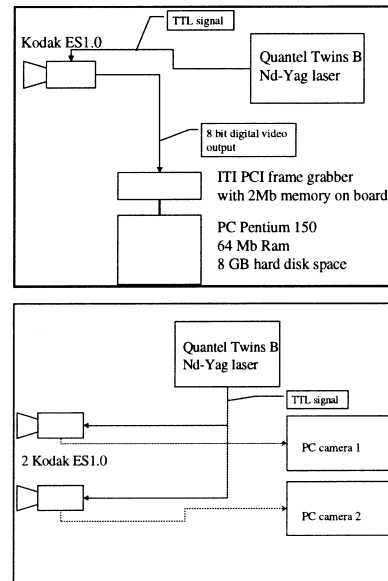 TTL signal
Kodak ES1.0
Quantel Twins B
Nd-Yag laser
8 bit digital video
output
ITI PCI frame grabber
with 2Mb memory on board
PC Pentium 150
64 Mb Ram
8 GB hard disk space
Quantel Twins B
Nd-Yag laser
TTL signal
PC camera 1
2 Kodak ES1.0
PC camera 2